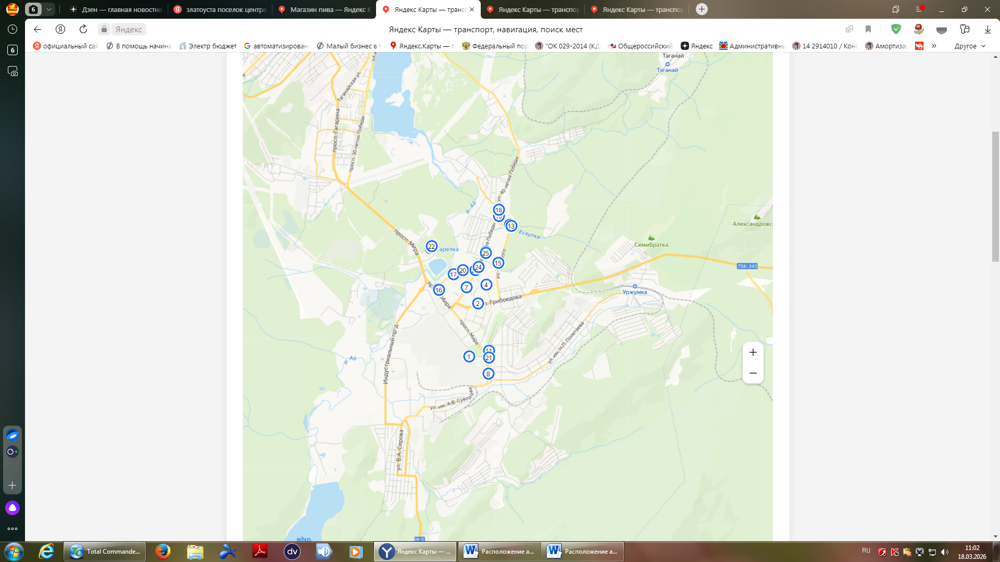 6
Дзен — главная новостна
златоуста поселок центра
Магазин пива — Яндекс К
Яндекс Карты — трансп
Яндекс Карты — транспор
Яндекс Карты — транспор
Яндекс
Яндекс Карты — транспорт, навигация, поиск мест
6
официальный сай
В помощь начина
Электр бюджет
автоматизирован
Малый бизнес в Ч
Яндекс.Карты — п
Федеральный пор
"ОК 029-2014 (КД
Общероссийский
Яндекс
Административн
14 2914010 / Конс
Амортиза
Другое
Таганай
Таганай
Таганайская ул.
просп. Гагарина
просп. 30-летия Победы
ул. 40-летия Победы
р. Ай
18
13
Есаулка
я Победы
Александровс
Семибратка
просп. Мира
22
арелка
25
15
75К-343
17
20
24
16
7
4
Мира
Уржумка
2
л. Грибоедова
просп. Мира
ул. им. Н.П. Полетаева
Индустриальный пр-д
р. Ай
11
1
21
8
ул. им. А.В. Суворова
ул. В.А. Серова
М-5
вдхр.
Total Commande...
Яндекс Карты — ...
Расположение а...
Расположение а...
RU
11:02
18.03.2026